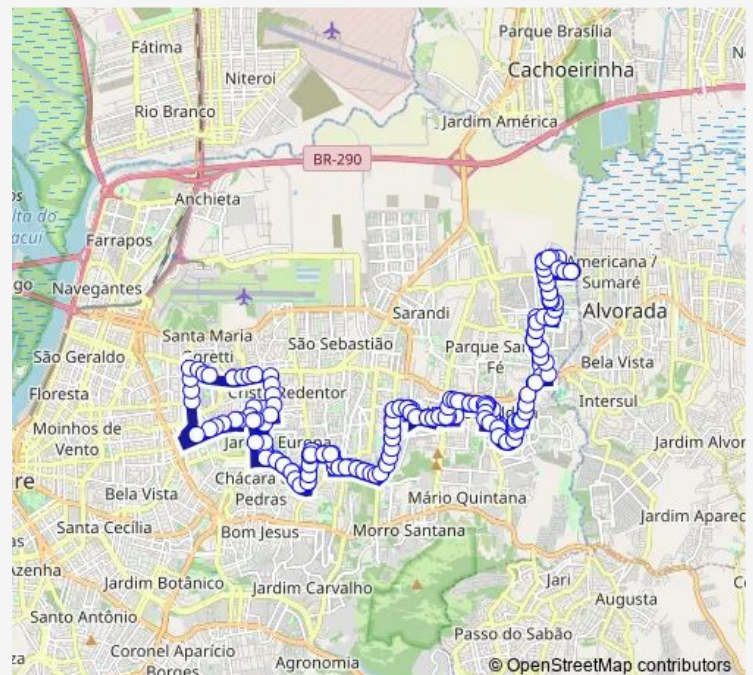 Parque Brasília
Fátima
Cachoeirinha
Niteroi
Rio Branco
Jardim América
BR-290
Anchieta
Farrapos
Americana /
Sumaré
Navegantes
Sarandi
Alvorada
Santa Maria
Goretti
São Sebastião
São Geraldo
Parque Sa
Fé
Bela Vista
Floresta
Redentor
Intersul
Moinhos de
Vento
Europa
Jardim Alvor
Chácara
Pedras
Bela Vista
Mário Quintana
Santa Cecília
Bom Jesus
Morro Santana
Jardim Aparec
Jardim Botânico
Jardim Carvalho
Jari
Augusta
Santo Antônio
Passo do Sabão
Coronel Aparício
Borges
Agronomia
© OpenStreetMap contributors